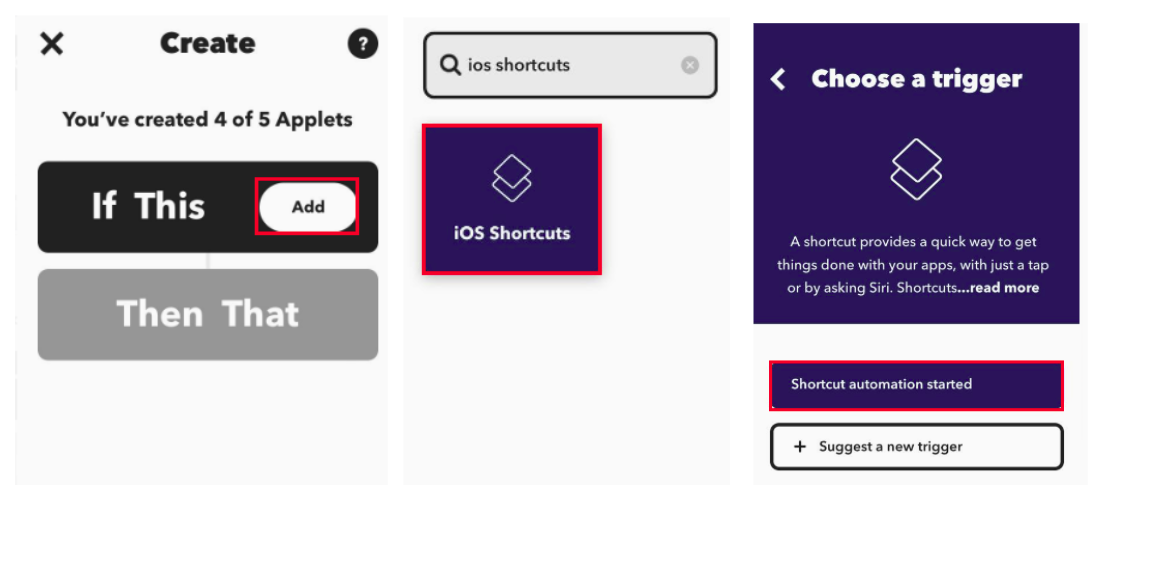 Create
?
You've created 4 of 5 Applets
If This
Add
Then That
ios shortcuts
iOS Shortcuts
Choose a trigger
A shortcut provides a quick way to get
things done with your apps, with just a tap
or by asking Siri. Shortcuts...read more
Shortcut automation started
+ Suggest a new trigger